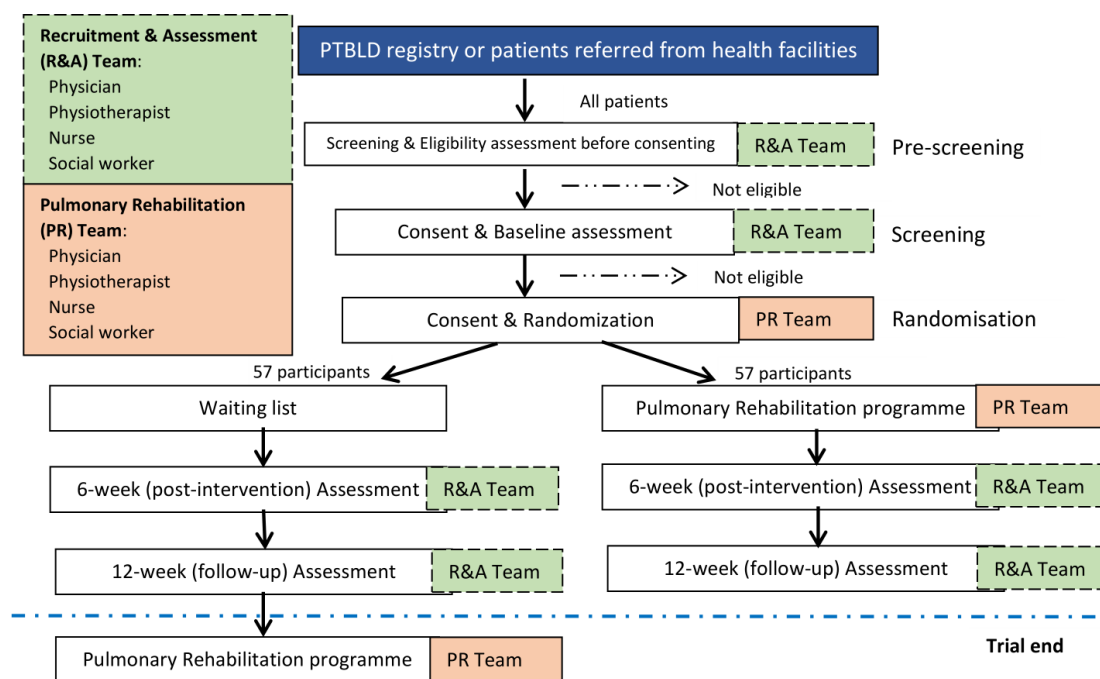 Recruitment & Assessment
(R&A) Team:
Physician
Physiotherapist
Nurse
Social worker
Pulmonary Rehabilitation
(PR) Team:
Physician
Physiotherapist
Nurse
Social worker
PTBLD registry or patients referred from health facilities
All patients
Screening & Eligibility assessment before consenting
R&A Team
Pre-screening
Not eligible
Consent & Baseline assessment
R&A Team
Screening
Not eligible
Consent & Randomization
PR Team
Randomisation
57 participants
57 participants
Waiting list
Pulmonary Rehabilitation programme
PR Team
6-week (post-intervention) Assessment
R&A Team
6-week (post-intervention) Assessment
R&A Team
12-week (follow-up) Assessment
R&A Team
12-week (follow-up) Assessment
R&A Team
Trial end
Pulmonary Rehabilitation programme
PR Team